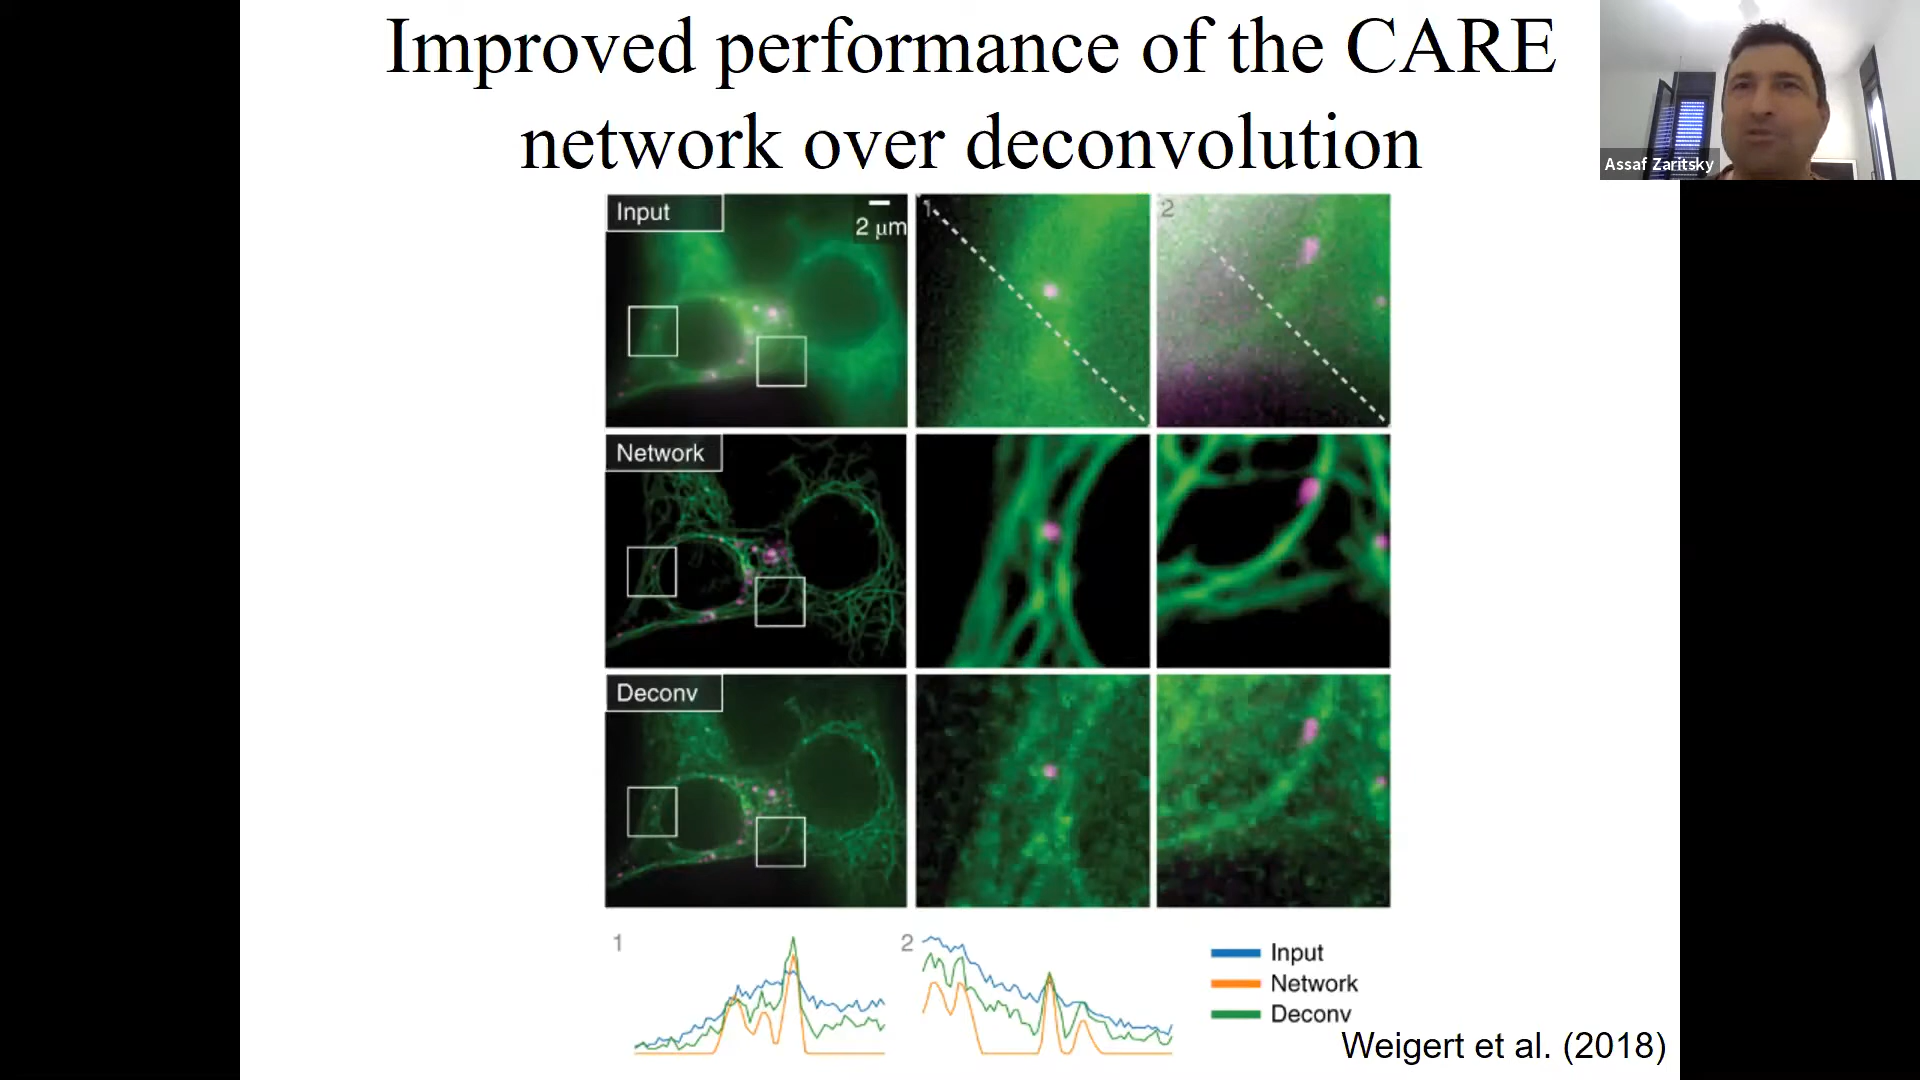 Improved performance of the CARE
network over deconvolution
Assaf Zaritsky
Input
2 μm
1
2
Network
Deconv
1
2
Input
Network
Deconv
Weigert et al. (2018)